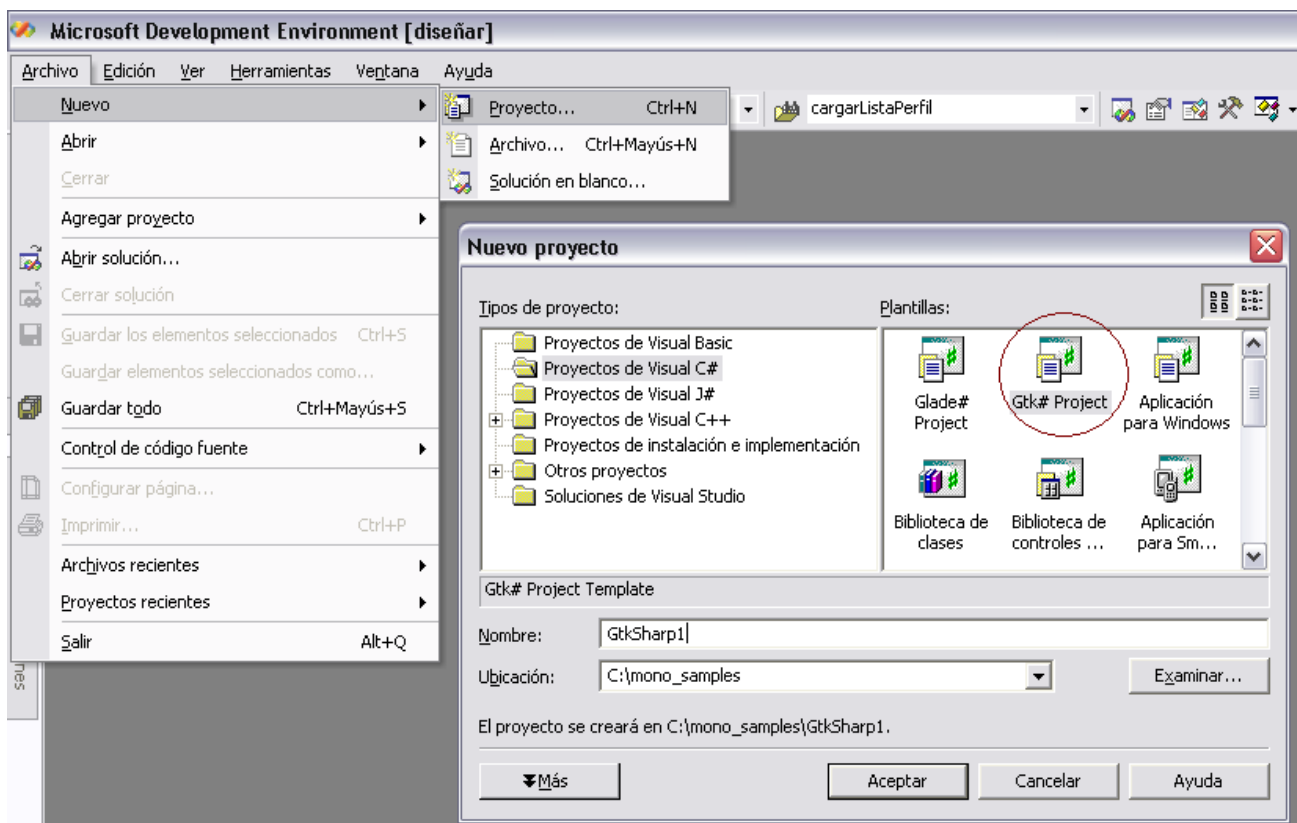 Microsoft Development Environment [diseñar]
Archivo Edición Ver Herramientas Ventana Ayuda
Nuevo
Proyecto... Ctrl+N
cargarListaPerfil
Abrir
Archivo... Ctrl+Mayús+N
Cerrar
Solución en blanco...
Agregar proyecto
Abrir solución...
Cerrar solución
Guardar los elementos seleccionados Ctrl+S
Guardar elementos seleccionados como...
Guardar todo Ctrl+Mayús+S
Control de código fuente
Configurar página...
Imprimir... Ctrl+P
Archivos recientes
Proyectos recientes
Salir Alt+Q
nes
Nuevo proyecto
Tipos de proyecto:
Proyectos de Visual Basic
Proyectos de Visual C#
Proyectos de Visual J#
Proyectos de Visual C++
Proyectos de instalación e implementación
Otros proyectos
Soluciones de Visual Studio
Plantillas:
Glade#
Project
Gtk# Project
Aplicación
para Windows
Biblioteca de
clases
Biblioteca de
controles ...
Aplicación
para Sm...
Gtk# Project Template
Nombre: GtkSharp1
Ubicación: C:\mono_samples
Examinar...
El proyecto se creará en C:\mono_samples\GtkSharp1.
Más
Aceptar
Cancelar
Ayuda